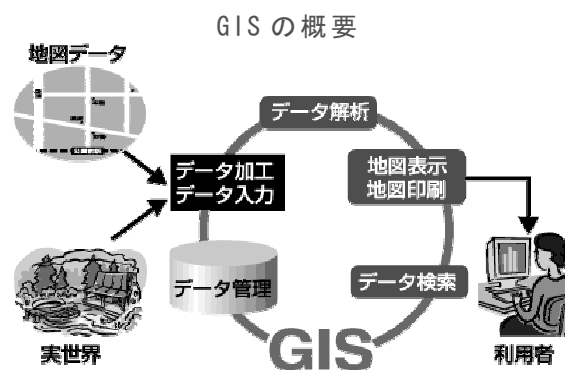 GISの概要
地図データ
データ解析
データ加工
データ入力
地図表示
地図印刷
データ管理
データ検索
GIS
実世界
利用者